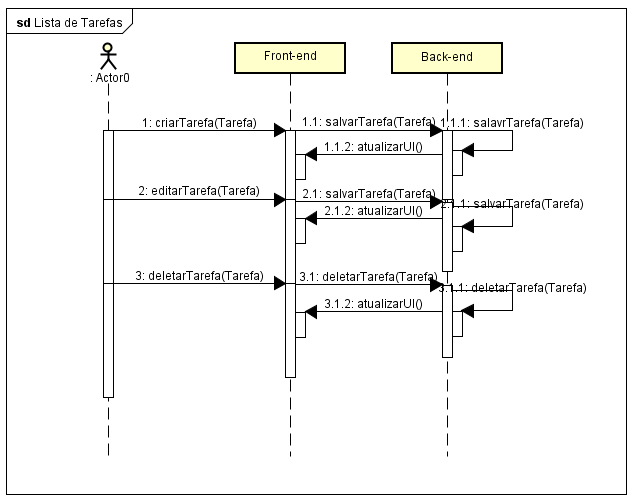 sd Lista de Tarefas
: Actor0
Front-end
Back-end
1: criarTarefa(Tarefa)
1.1: salvarTarefa(Tarefa)
1.1.1: salavrTarefa(Tarefa)
1.1.2: atualizarUI()
2: editarTarefa(Tarefa)
2.1: salvarTarefa(Tarefa)
2.1.1: salvarTarefa(Tarefa)
2.1.2: atualizarUI()
3: deletarTarefa(Tarefa)
3.1: deletarTarefa(Tarefa)
3.1.1: deletarTarefa(Tarefa)
3.1.2: atualizarUI()